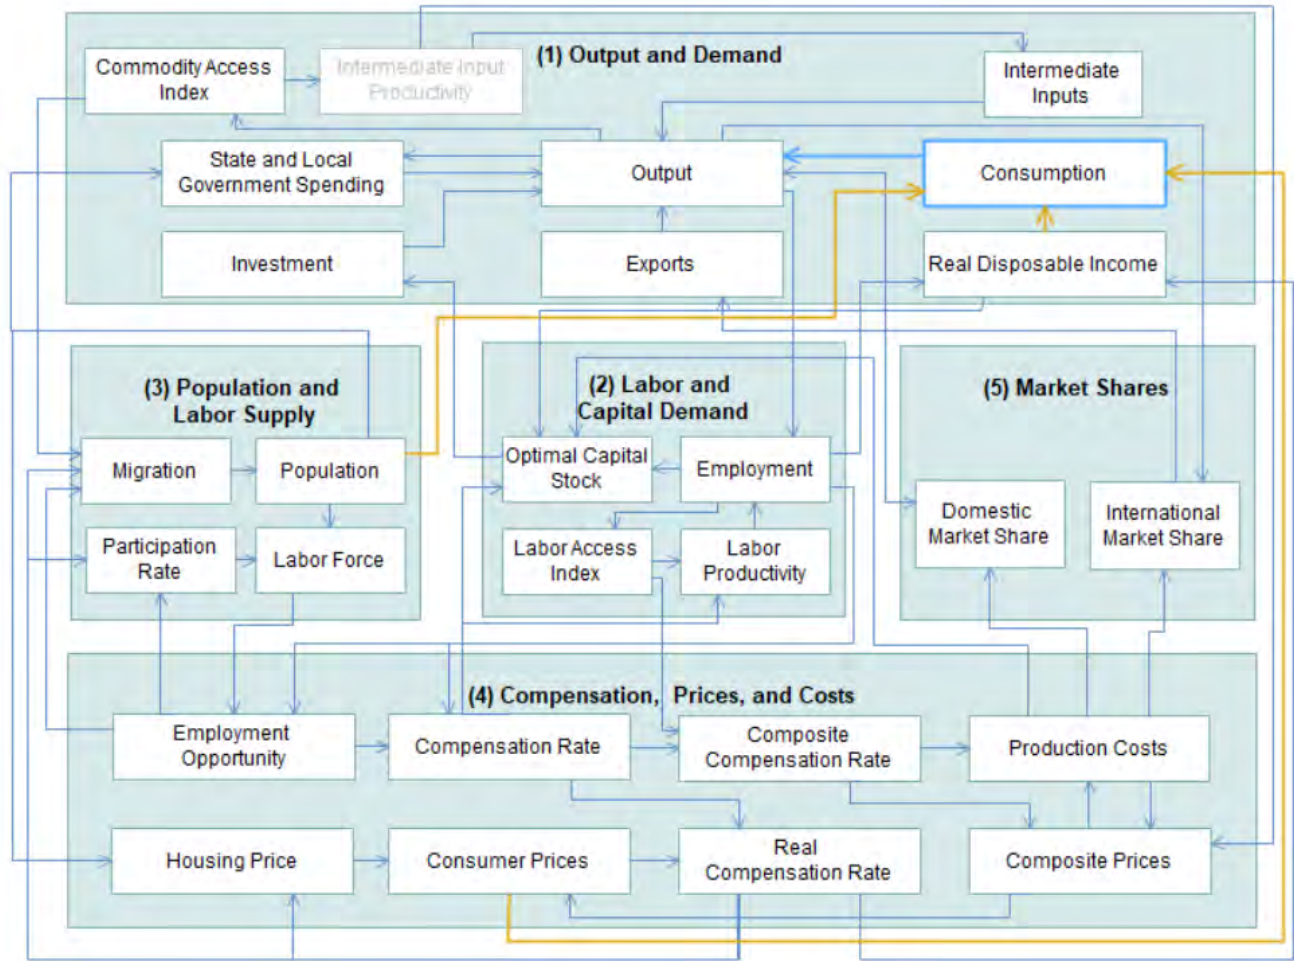 (1) Output and Demand
Commodity Access
Index
Intermediate Input
Productivity
Intermediate
Inputs
State and Local
Government Spending
Output
Consumption
Investment
Exports
Real Disposable Income
(3) Population and
Labor Supply
Migration
Population
Participation
Rate
Labor Force
(2) Labor and
Capital Demand
Optimal Capital
Stock
Employment
Labor Access
Index
Labor
Productivity
(5) Market Shares
Domestic
Market Share
International
Market Share
(4) Compensation, Prices, and Costs
Employment
Opportunity
Compensation Rate
Composite
Compensation Rate
Production Costs
Housing Price
Consumer Prices
Real
Compensation Rate
Composite Prices